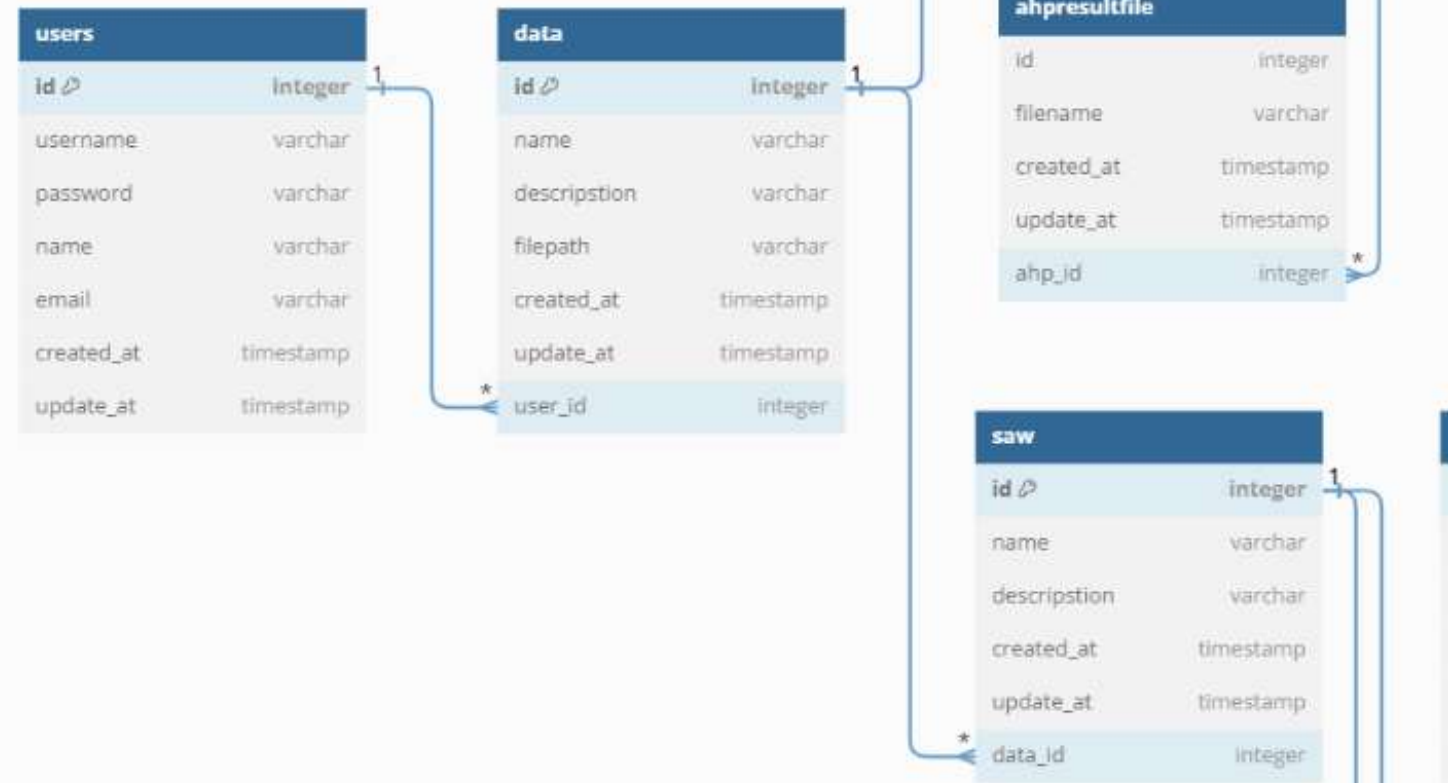 users
id integer
username varchar
password varchar
name varchar
email varchar
created_at timestamp
update_at timestamp
1
*
data
id integer
name varchar
descripstion varchar
filepath varchar
created_at timestamp
update_at timestamp
user_id integer
1
ahpresultfile
id integer
filename varchar
created_at timestamp
update_at timestamp
ahp_id integer
*
saw
id integer
name varchar
descripstion varchar
created_at timestamp
update_at timestamp
data_id integer
1
*